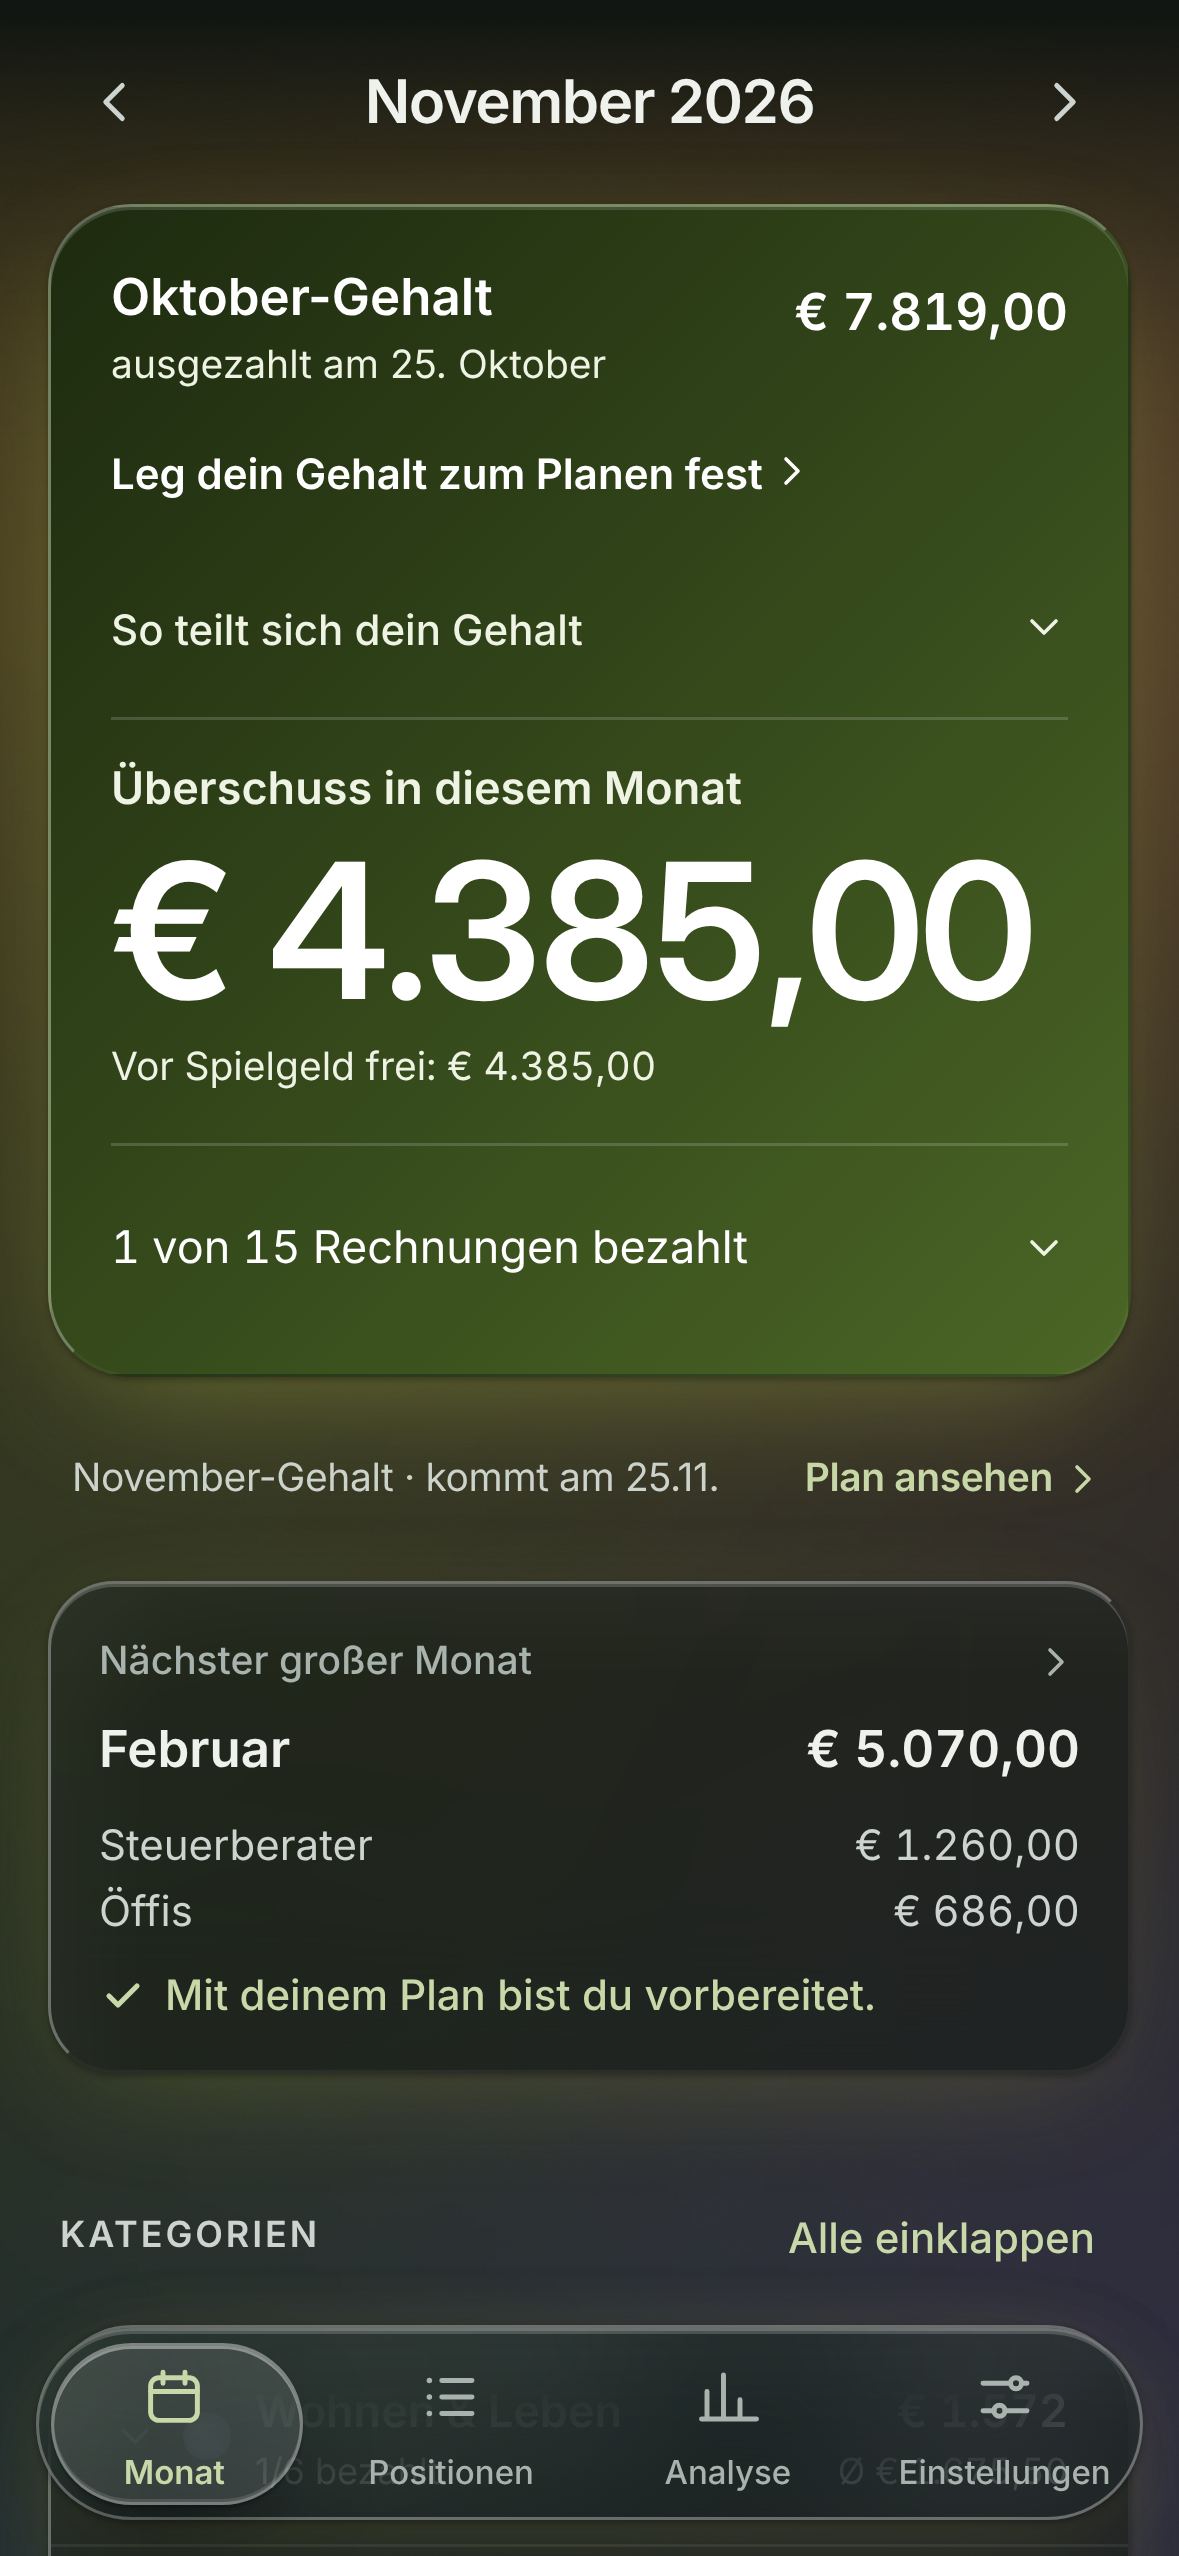 November 2026
Oktober-Gehalt
€ 7.819,00
ausgezahlt am 25. Oktober
Leg dein Gehalt zum Planen fest
So teilt sich dein Gehalt
Überschuss in diesem Monat
€ 4.385,00
Vor Spielgeld frei: € 4.385,00
1 von 15 Rechnungen bezahlt
November-Gehalt · kommt am 25.11.
Plan ansehen
Nächster großer Monat
Februar
€ 5.070,00
Steuerberater
€ 1.260,00
Öffis
€ 686,00
Mit deinem Plan bist du vorbereitet.
KATEGORIEN
Alle einklappen
Wohnen & Leben
Monat
Positionen
Analyse
Einstellungen